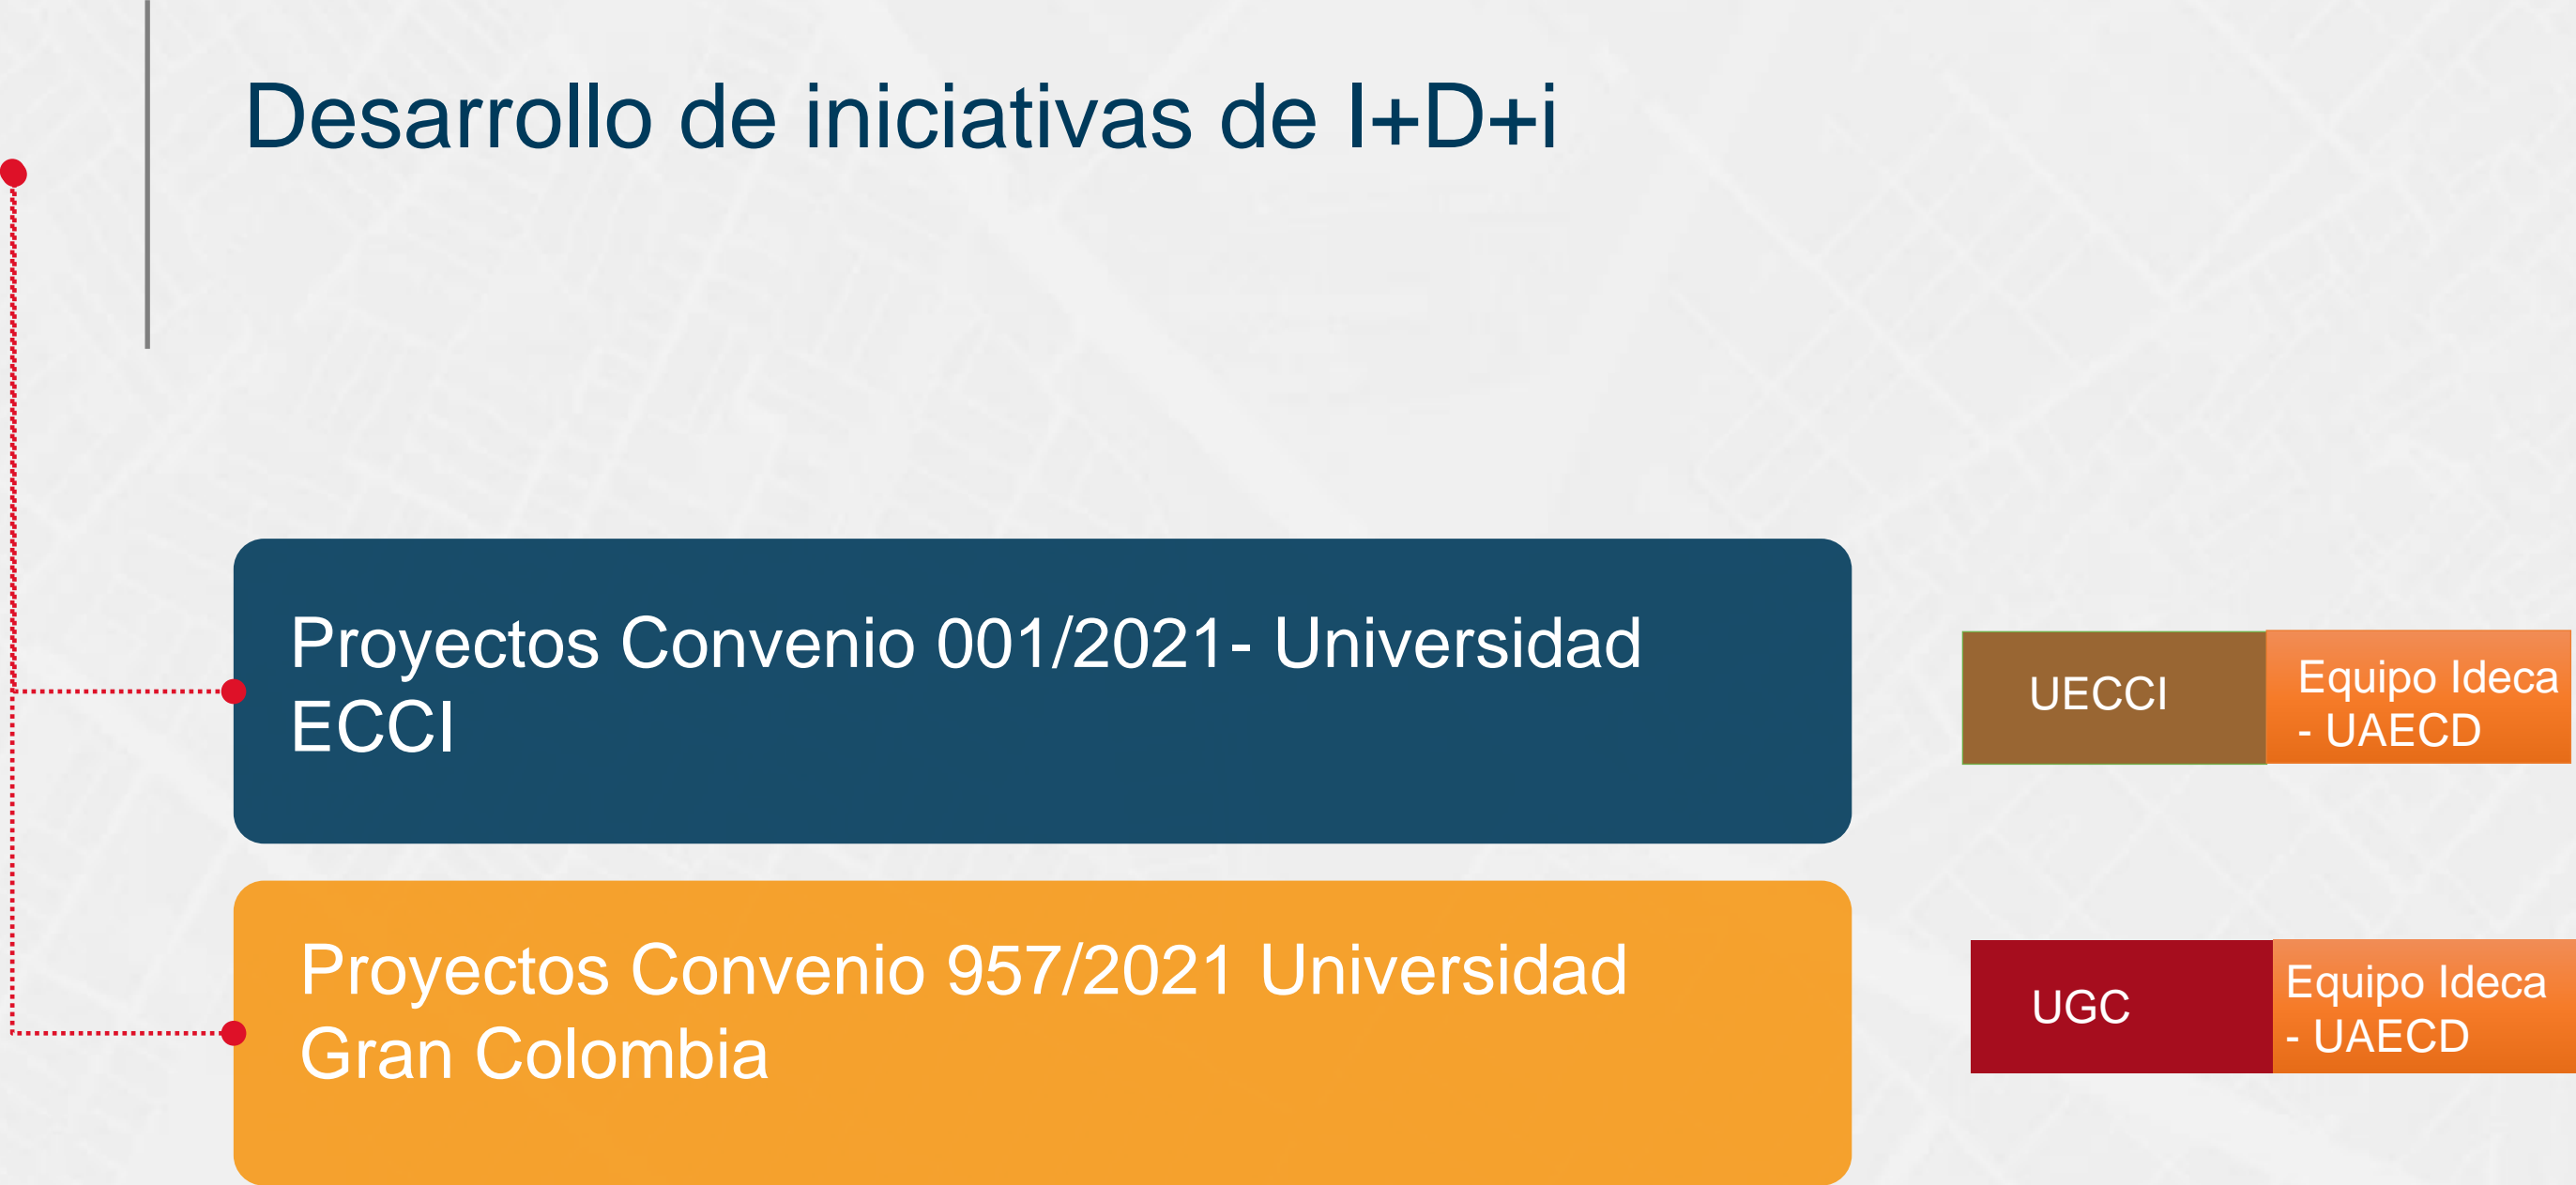 Desarrollo de iniciativas de I+D+i
Proyectos Convenio 001/2021- Universidad
ECCI
UECCI
Equipo Ideca
- UAECD
Proyectos Convenio 957/2021 Universidad
Gran Colombia
UGC
Equipo Ideca
- UAECD